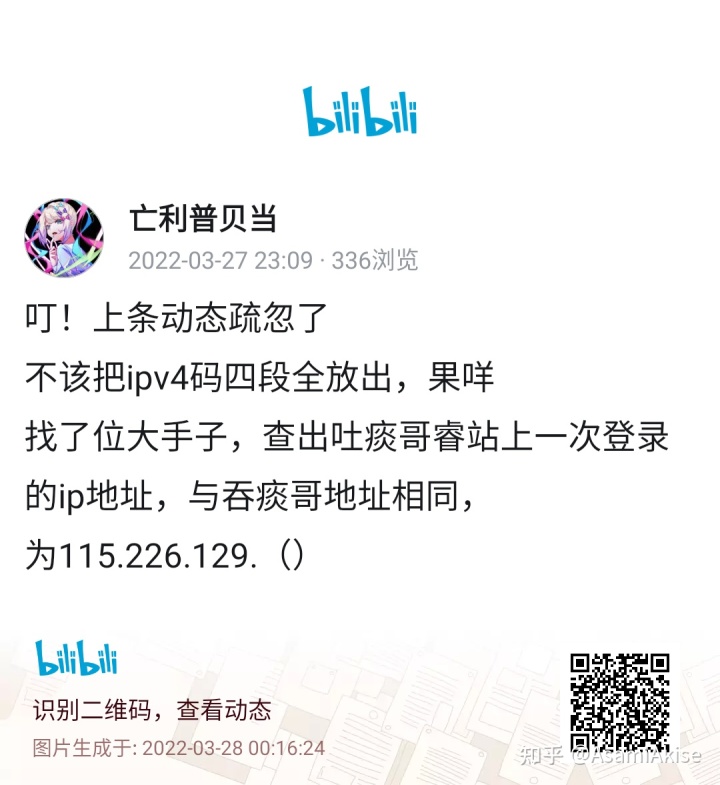 bilibili
亡利普贝当
2022-03-27 23:09 · 336浏览
叮！上条动态疏忽了
不该把ipv4码四段全放出，果咩
找了位大手子，查出吐痰哥睿站上一次登录
的ip地址，与吞痰哥地址相同，
为115.226.129.（）
bilibili
识别二维码，查看动态
图片生成于: 2022-03-28 00:16:24
知乎 @AsamiAkise